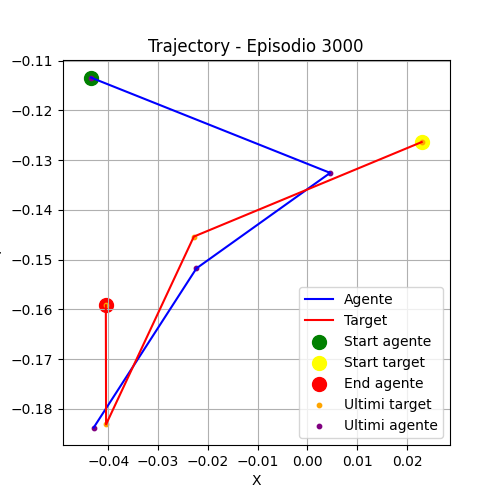 Trajectory - Episodio 3000
−0.11
−0.12
−0.13
−0.14
−0.15
−0.16
−0.17
−0.18
Agente
Target
Start agente
Start target
End agente
Ultimi target
Ultimi agente
−0.04
−0.03
−0.02
−0.01
0.00
0.01
0.02
X